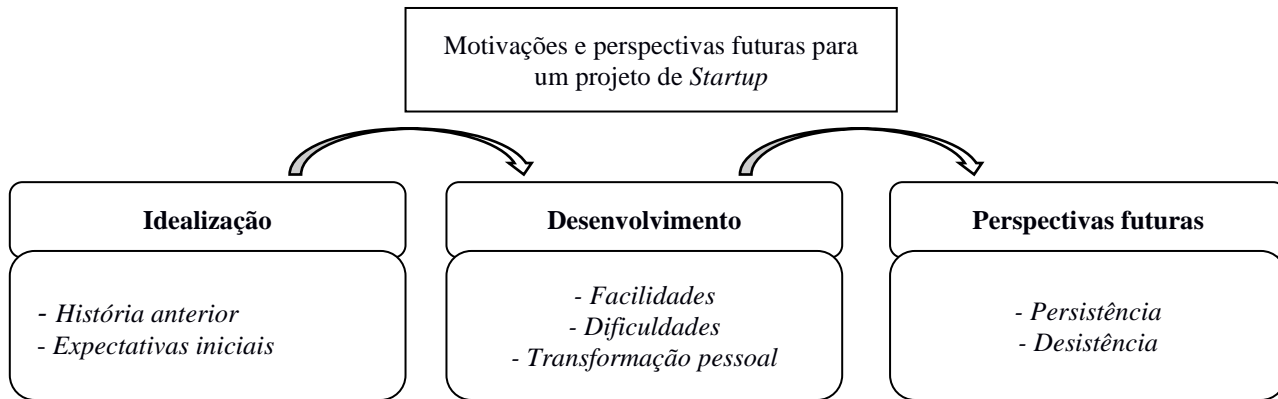 Motivações e perspectivas futuras para
um projeto de Startup
Idealização
- História anterior
- Expectativas iniciais
Desenvolvimento
- Facilidades
- Dificuldades
- Transformação pessoal
Perspectivas futuras
- Persistência
- Desistência